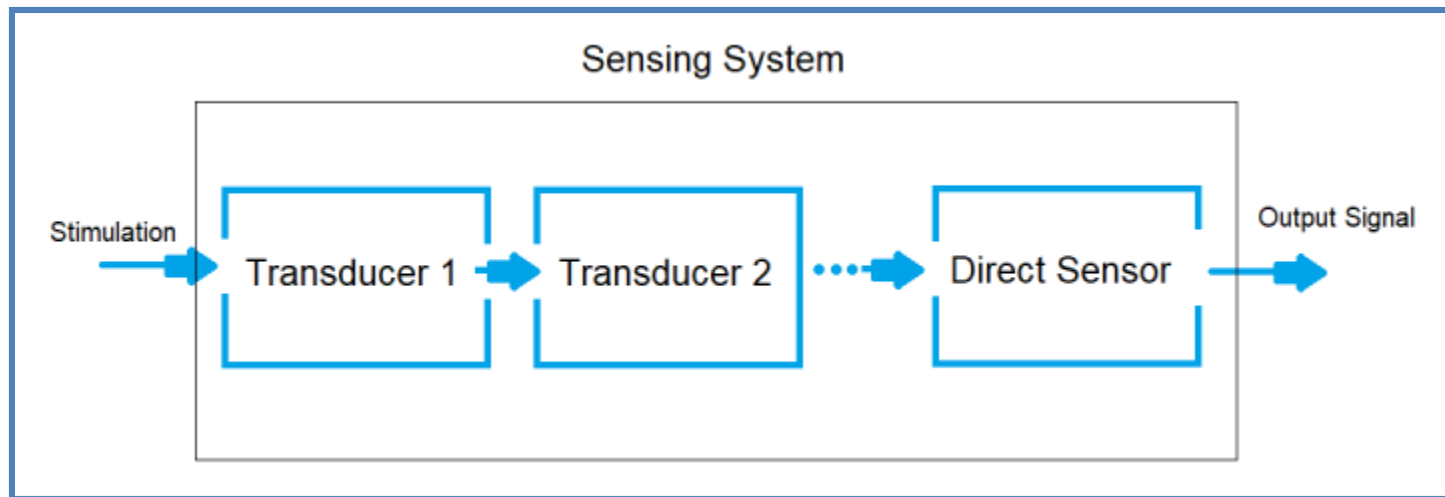 Sensing System
Stimulation
Transducer 1
Transducer 2
Direct Sensor
Output Signal